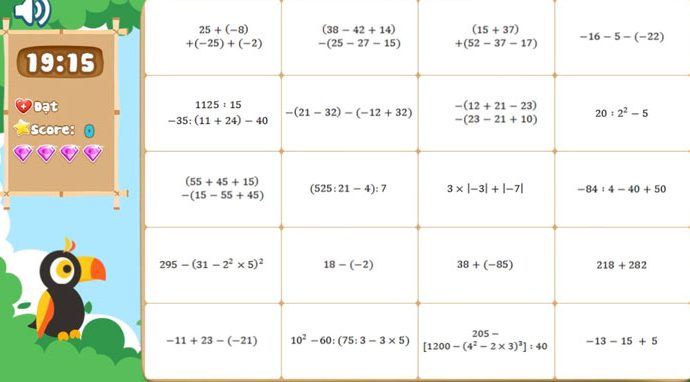 19:15
Đạt
Score: 0
25 + (−8)
+(−25) + (−2)
(38 − 42 + 14)
−(25 − 27 − 15)
(15 + 37)
+(52 − 37 − 17)
−16 − 5 − (−22)
1125 : 15
−35: (11 + 24) − 40
−(21 − 32) − (−12 + 32)
−(12 + 21 − 23)
−(23 − 21 + 10)
20 : 2² − 5
(55 + 45 + 15)
−(15 − 55 + 45)
(525: 21 − 4): 7
3 × |−3| + |−7|
−84 : 4 − 40 + 50
295 − (31 − 2² × 5)²
18 − (−2)
38 + (−85)
218 + 282
−11 + 23 − (−21)
10² −60: (75: 3 − 3 × 5)
205 −
[1200 − (4² − 2 × 3)³] : 40
−13 − 15 + 5